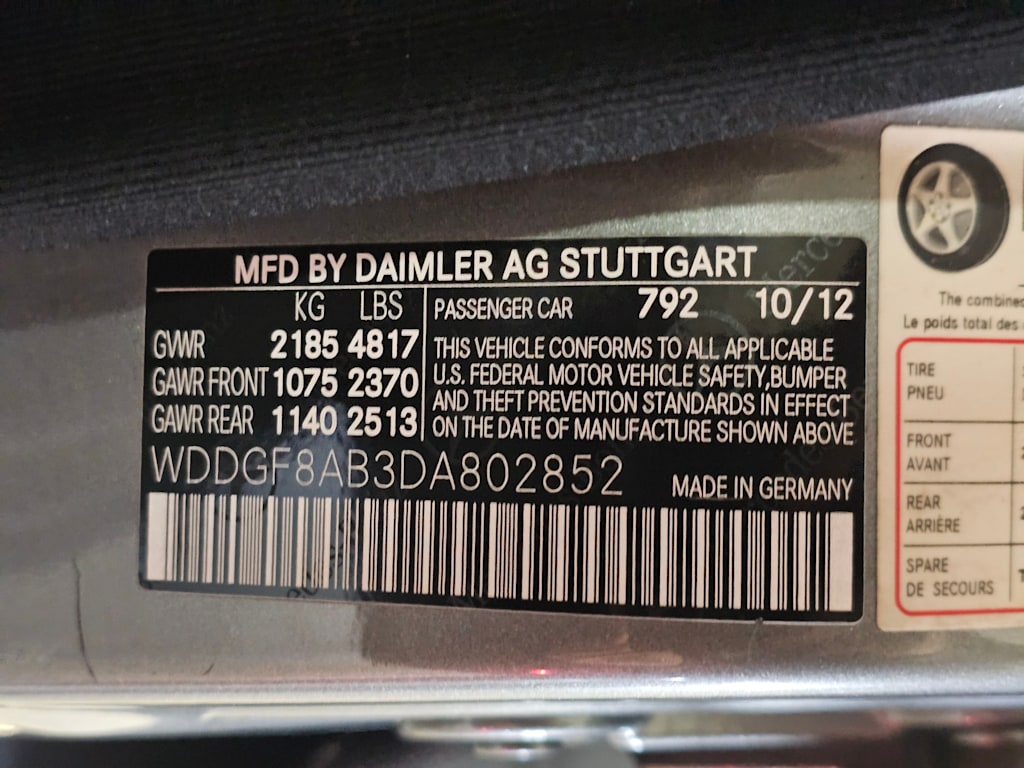 MFD BY DAIMLER AG STUTTGART
KG LBS
GVWR 2185 4817
GAWR FRONT 1075 2370
GAWR REAR 1140 2513
PASSENGER CAR 792 10/12
THIS VEHICLE CONFORMS TO ALL APPLICABLE
U.S. FEDERAL MOTOR VEHICLE SAFETY,BUMPER
AND THEFT PREVENTION STANDARDS IN EFFECT
ON THE DATE OF MANUFACTURE SHOWN ABOVE
WDDGF8AB3DA802852
MADE IN GERMANY
The combine
Le poids total des
TIRE
PNEU
FRONT
AVANT
REAR
ARRIÈRE
SPARE
DE SECOURS